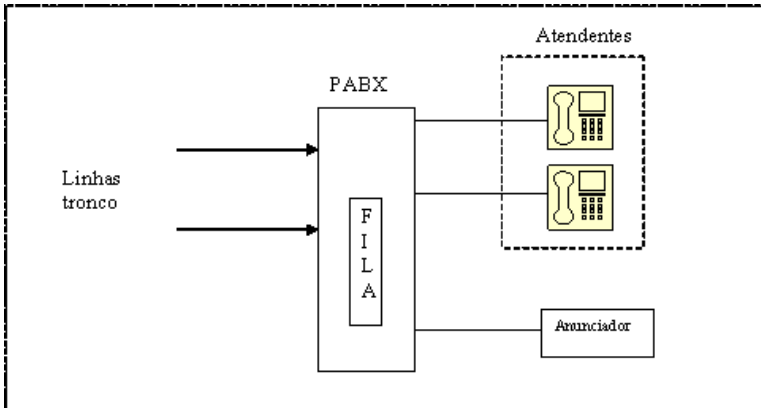 Atendentes
PABX
Linhas
tronco
F
I
L
A
Anunciador